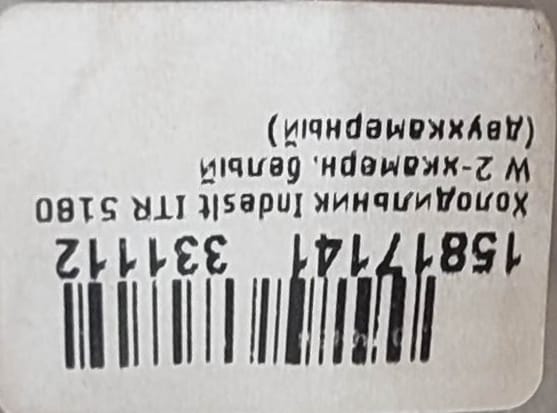 15817141 331112
Холодильник Indesit ITR 5180
W 2-хкамерн. белый
(двухкамерный)